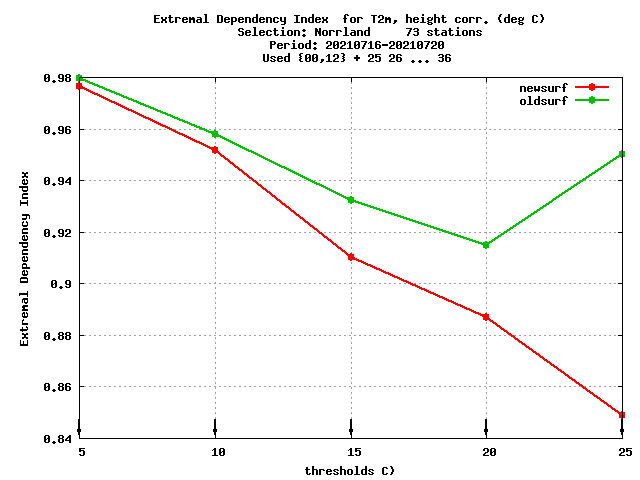 Extremal Dependency Index  for T2m, height corr. (deg C)
Selection: Norrland     73 stations
Period: 20210716-20210720
Used {00,12} + 25 26 ... 36
newsurf
oldsurf
Extremal Dependency Index
0.98
0.96
0.94
0.92
0.9
0.88
0.86
0.84
5 10 15 20 25
thresholds C)